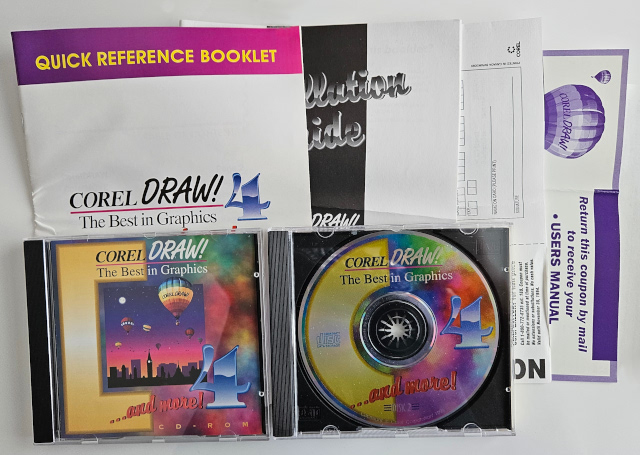 QUICK REFERENCE BOOKLET
COREL DRAW! 4
The Best in Graphics
llation
ide
DRAW!
COREL
COREL DRAW!
Return this coupon by mail
to receive your
• USERS MANUAL
ON
COREL DRAW!
The Best in Graphics
COREL DRAW!
4
...and more!
CD-ROM
COREL DRAW!
The Best in Graphics
4
...and more!